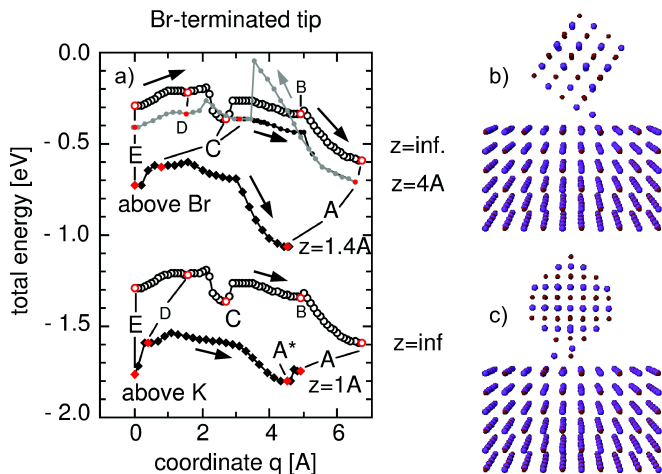 Br-terminated tip
0.0
a)
B
D
- 0.5
C
z=inf.
E
z=4A
above Br
A
- 1.0
z=1.4A
total energy [eV]
D
C
B
- 1.5
E
z=inf
A* A
above K
z=1A
- 2.0
0 2 4 6
coordinate q [A]
b)
c)